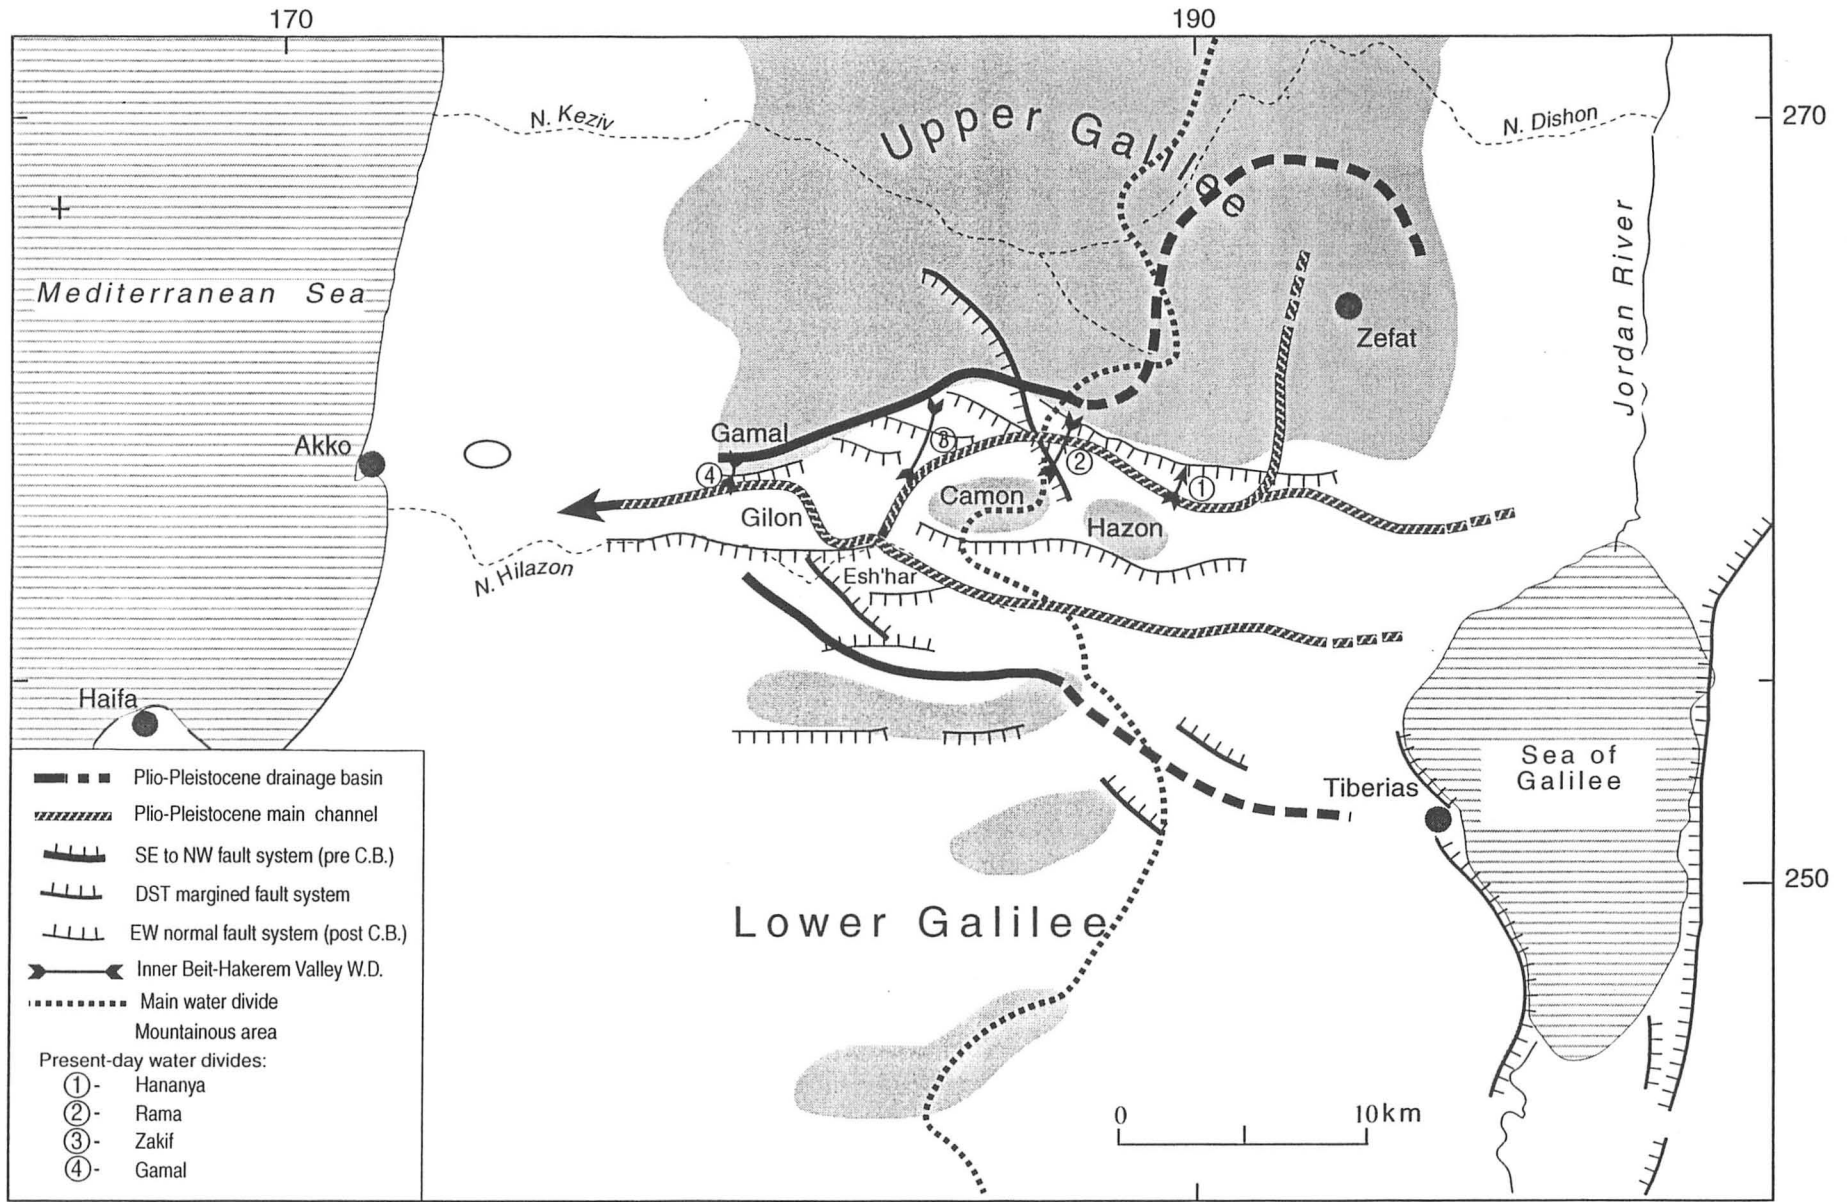 170
190
270
250
N. Keziv
N. Dishon
Upper Galilee
Jordan River
Mediterranean Sea
Zefat
Akko
Gamal
③
②
④
①
Camon
Gilon
Hazon
N. Hilazon
Esh'har
Haifa
Sea of
Galilee
Tiberias
Lower Galilee
0 10km
Plio-Pleistocene drainage basin
Plio-Pleistocene main channel
SE to NW fault system (pre C.B.)
DST margined fault system
EW normal fault system (post C.B.)
Inner Beit-Hakerem Valley W.D.
Main water divide
Mountainous area
Present-day water divides:
①- Hananya
②- Rama
③- Zakif
④- Gamal